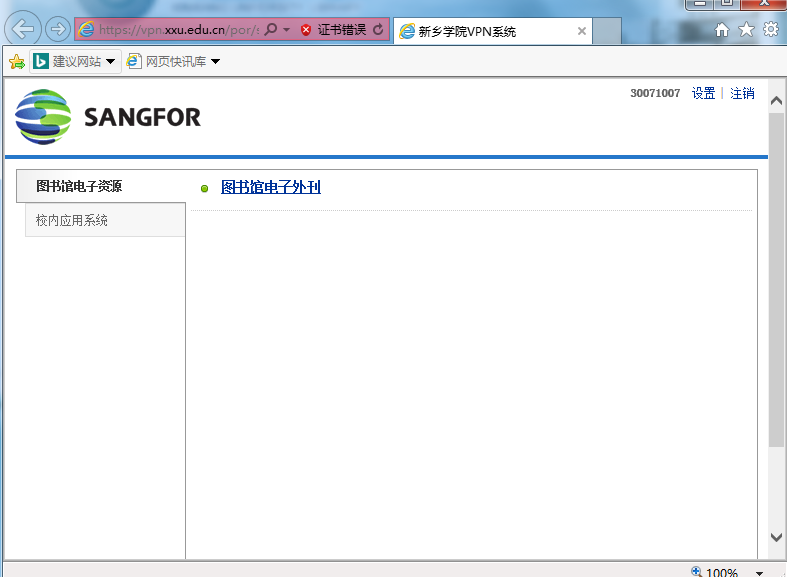 https://vpn.xxu.edu.cn/por/s 证书错误 新乡学院VPN系统
建议网站 网页快讯库
30071007 设置 | 注销
SANGFOR
图书馆电子资源 图书馆电子外刊
校内应用系统
100%